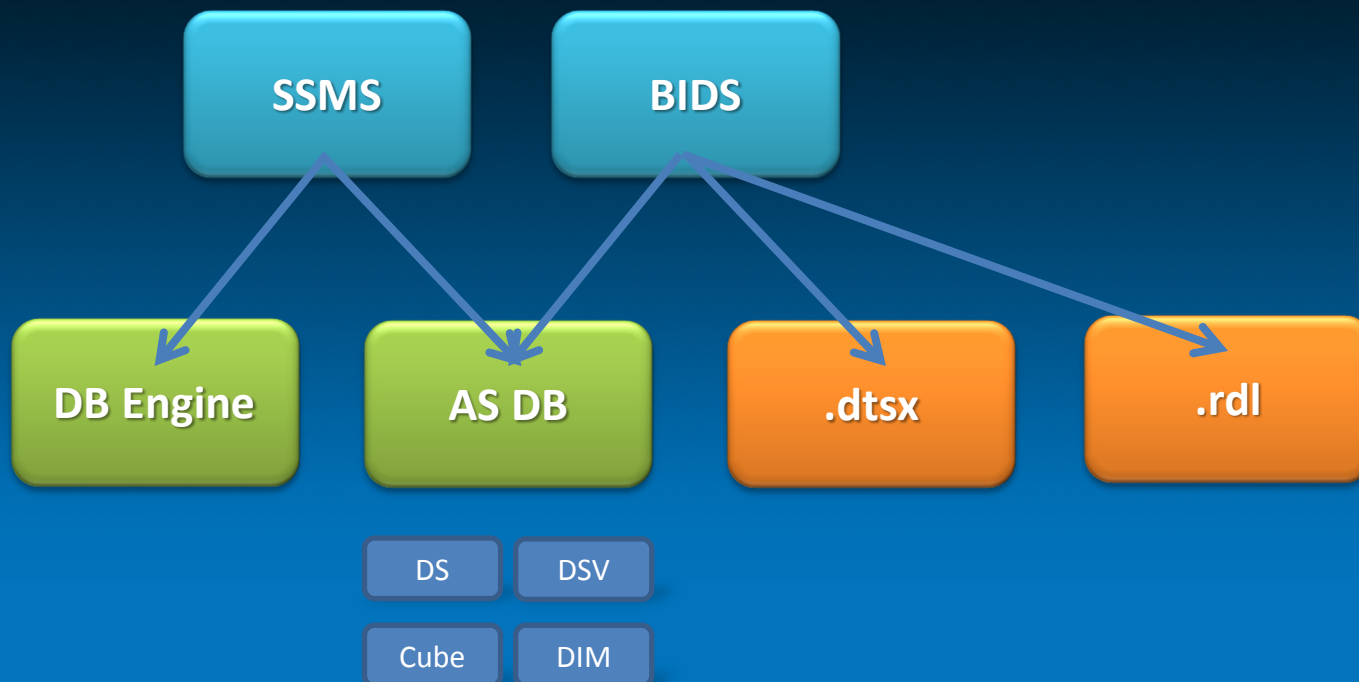 SSMS
BIDS
DB Engine
AS DB
.dtsx
.rdl
DS
DSV
Cube
DIM